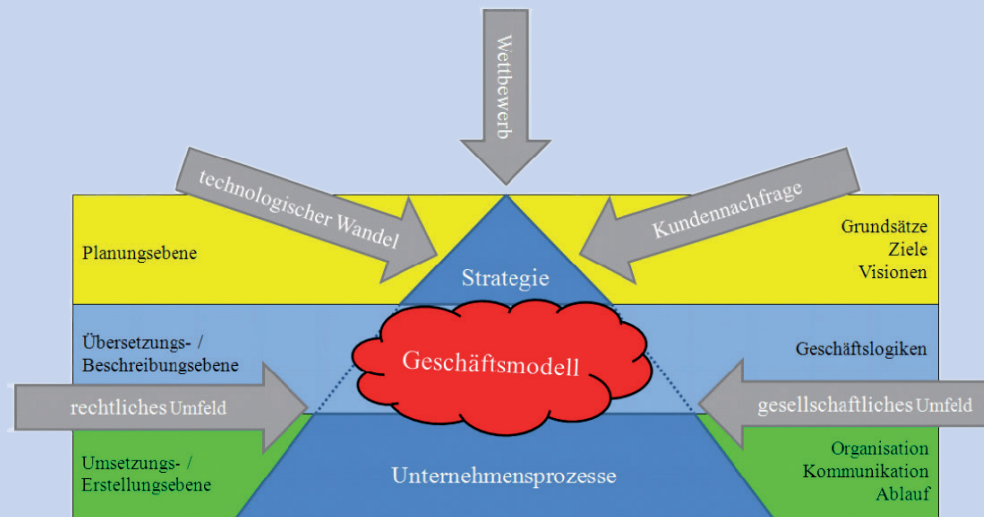 Wettbewerb
technologischer Wandel
Kundennachfrage
Planungsebene
Strategie
Grundsätze
Ziele
Visionen
Übersetzungs- /
Beschreibungsebene
Geschäftsmodell
Geschäftslogiken
rechtliches Umfeld
gesellschaftliches Umfeld
Umsetzungs- /
Erstellungsebene
Unternehmensprozesse
Organisation
Kommunikation
Ablauf